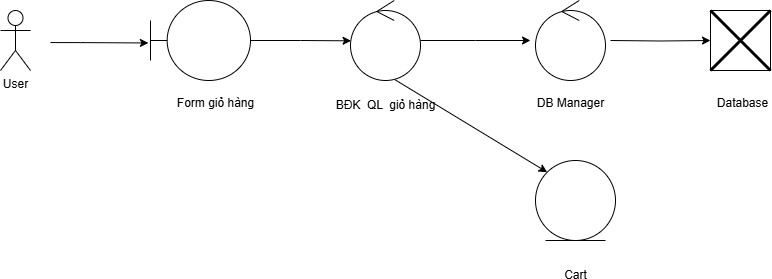 User
Form giỏ hàng
BĐK  QL  giỏ hàng
DB Manager
Database
Cart